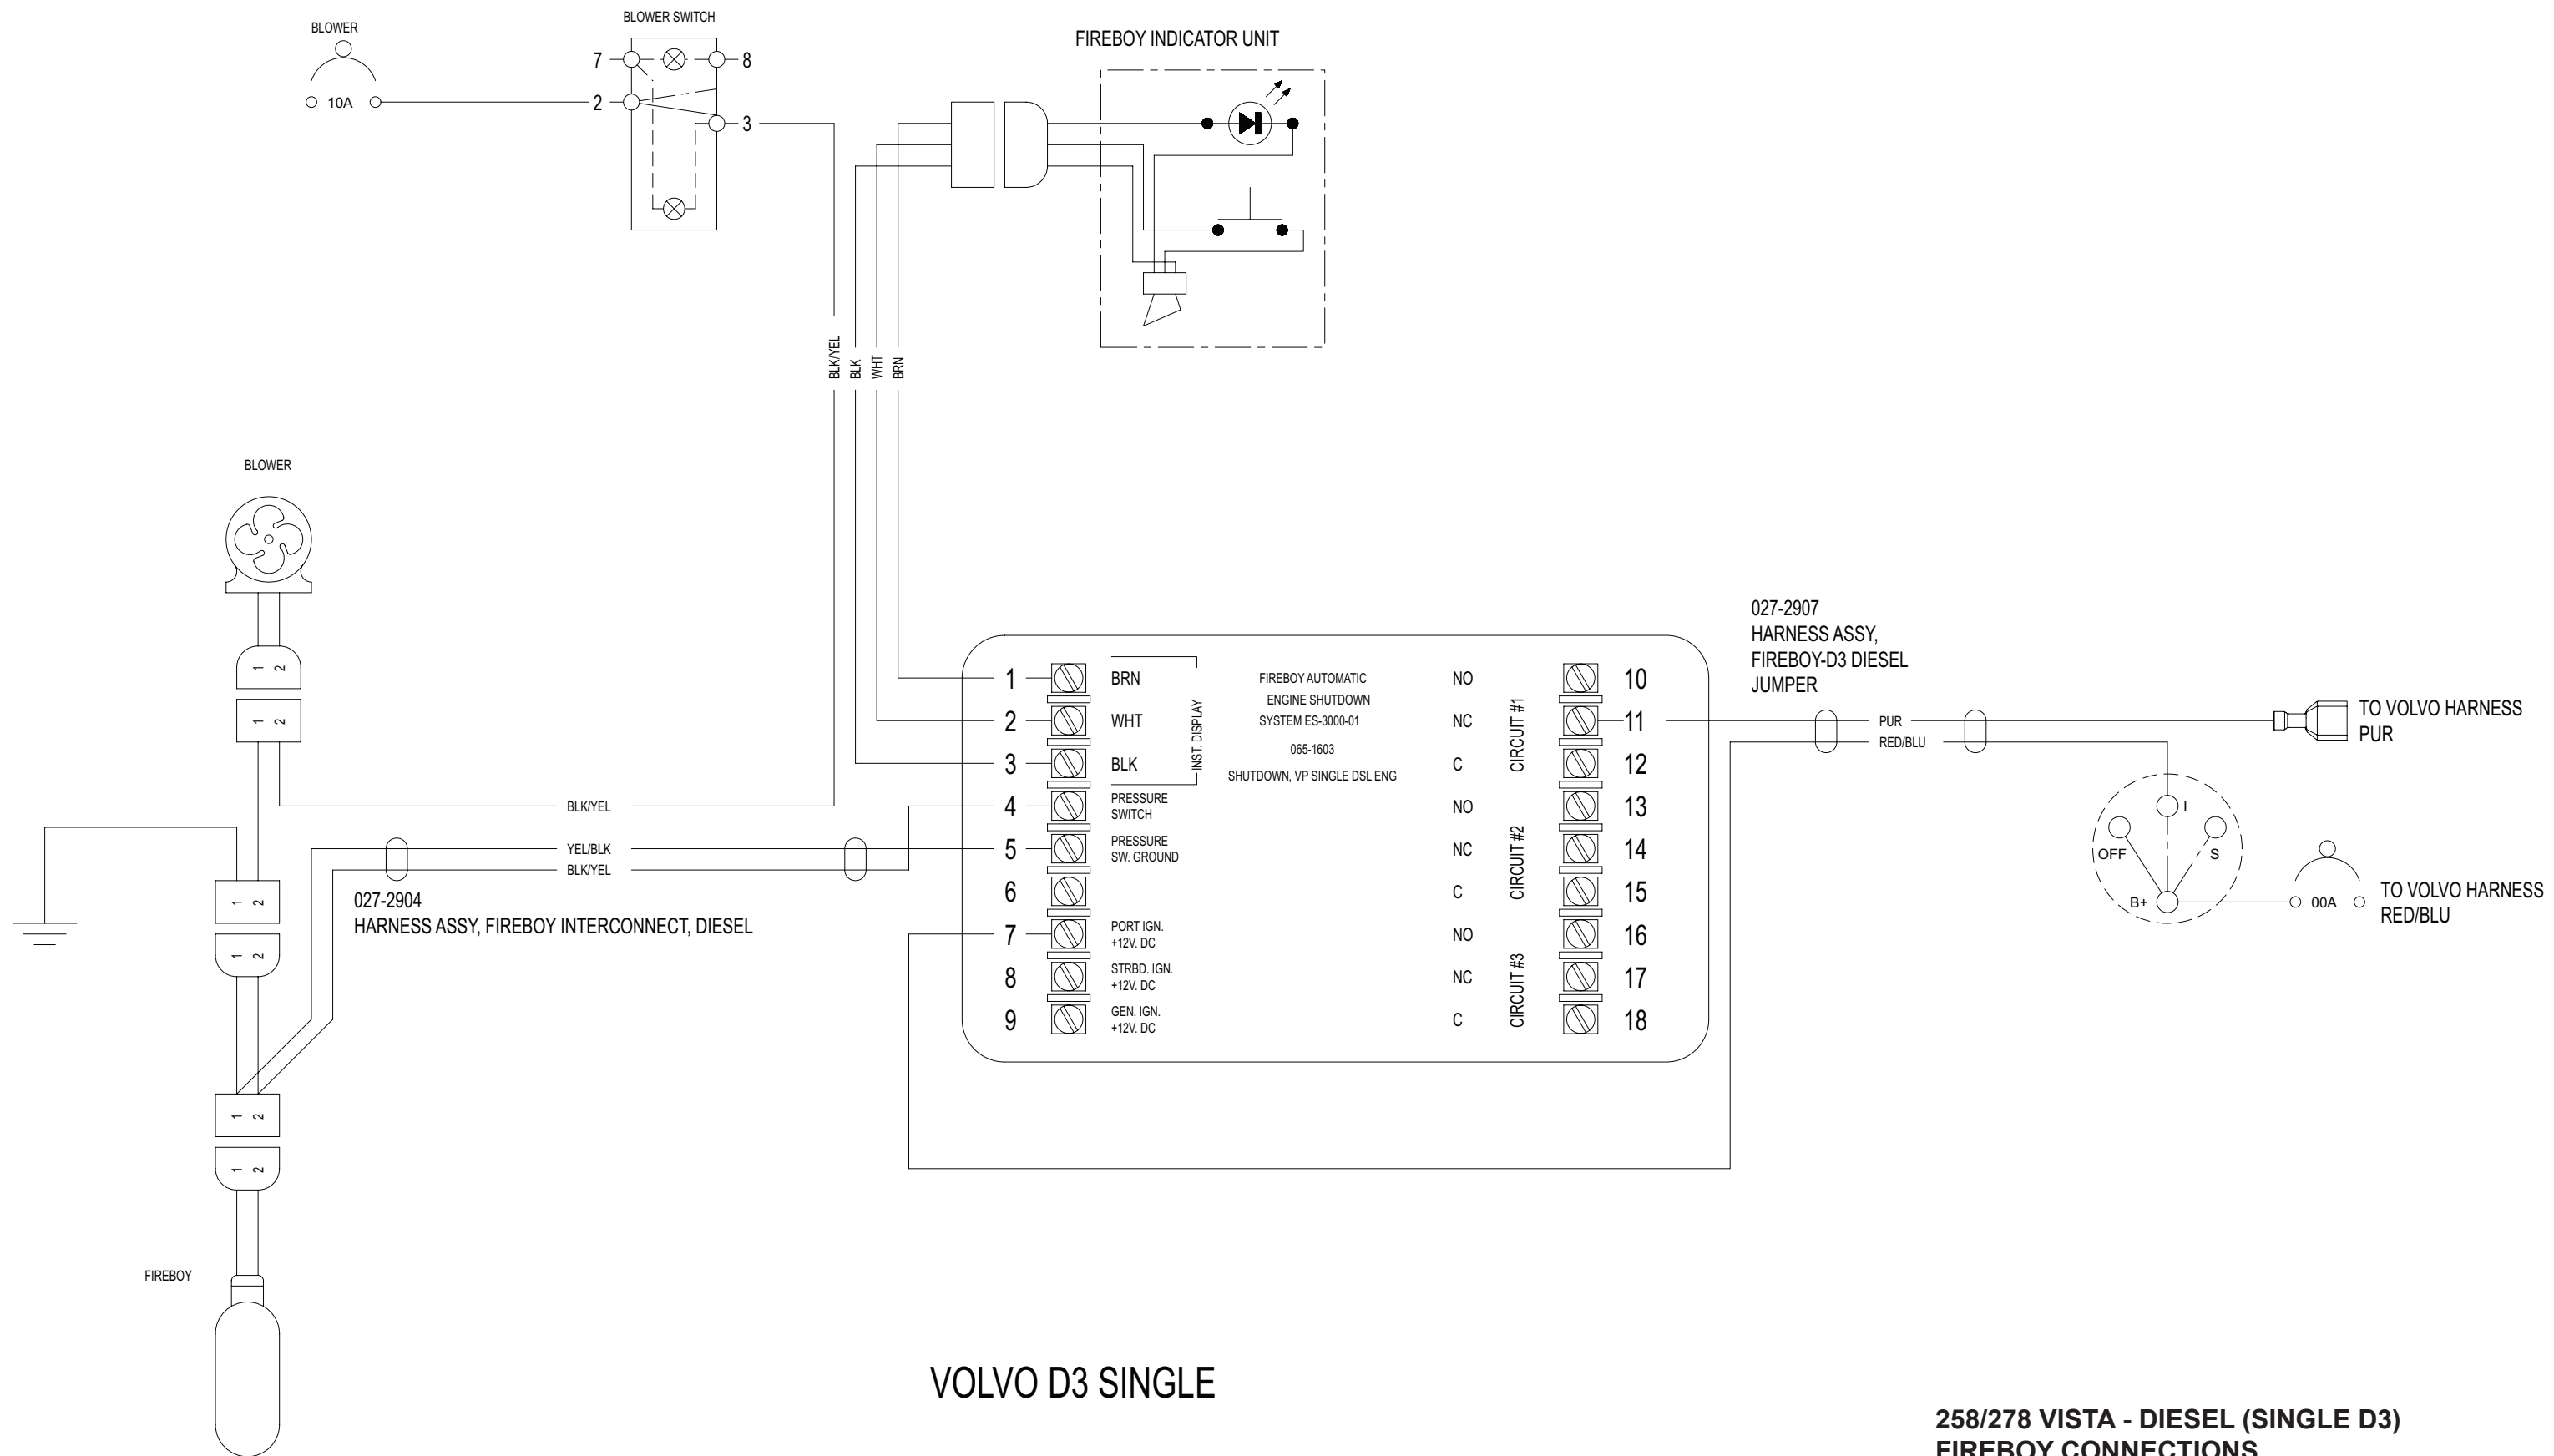 BLOWER
10A
BLOWER SWITCH
7
8
2
3
FIREBOY INDICATOR UNIT
BLK/YEL
BLK
WHT
BRN
BLOWER
1 2
1 2
BLK/YEL
YEL/BLK
BLK/YEL
027-2904
HARNESS ASSY, FIREBOY INTERCONNECT, DIESEL
1 2
1 2
1 2
1 2
FIREBOY
1 BRN
2 WHT
3 BLK
INST. DISPLAY
4 PRESSURE
SWITCH
5 PRESSURE
SW. GROUND
6
7 PORT IGN.
+12V. DC
8 STRBD. IGN.
+12V. DC
9 GEN. IGN.
+12V. DC
FIREBOY AUTOMATIC
ENGINE SHUTDOWN
SYSTEM ES-3000-01
065-1603
SHUTDOWN, VP SINGLE DSL ENG
NO 10
NC 11
C 12
CIRCUIT #1
NO 13
NC 14
C 15
CIRCUIT #2
NO 16
NC 17
C 18
CIRCUIT #3
027-2907
HARNESS ASSY,
FIREBOY-D3 DIESEL
JUMPER
PUR
RED/BLU
TO VOLVO HARNESS
PUR
I
OFF
S
B+
00A
TO VOLVO HARNESS
RED/BLU
VOLVO D3 SINGLE
258/278 VISTA - DIESEL (SINGLE D3)
FIREBOY CONNECTIONS